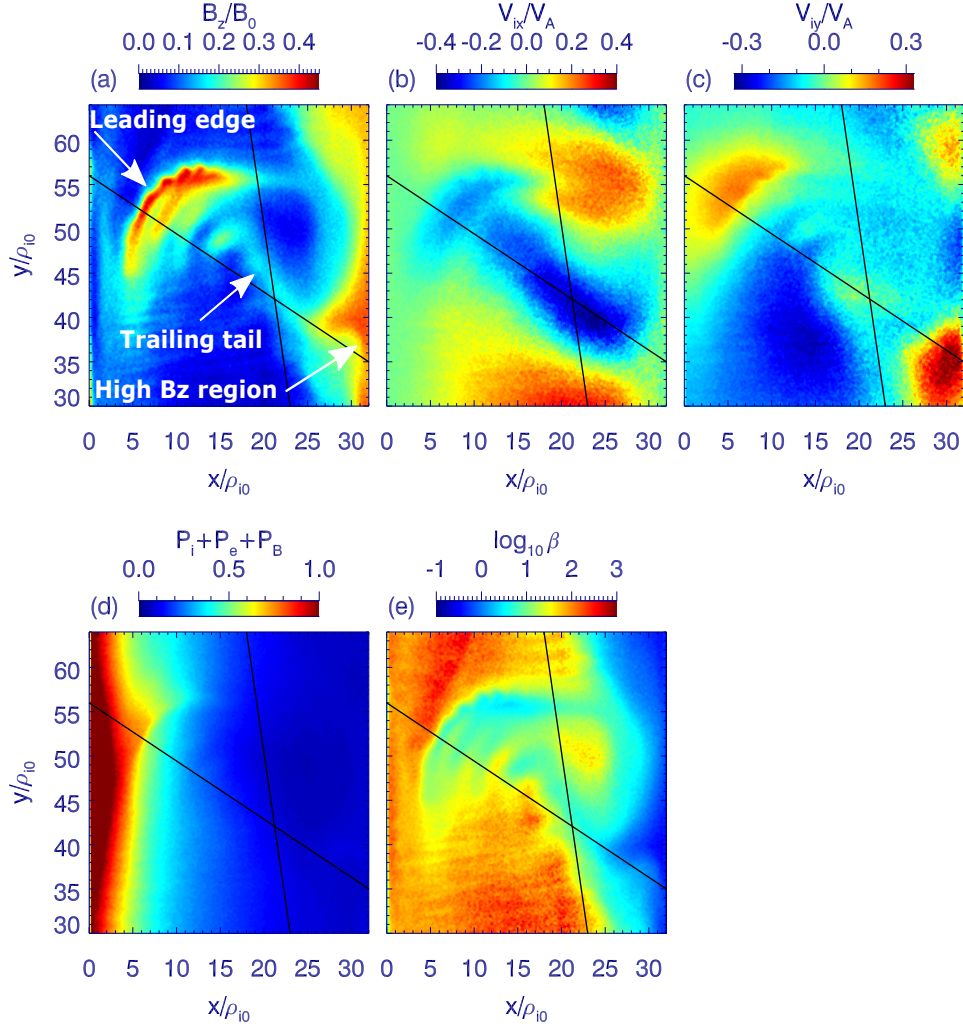 B_z/B_0
0.0 0.1 0.2 0.3 0.4
(a)
V_ix/V_A
-0.4 -0.2 0.0 0.2 0.4
(b)
V_iy/V_A
-0.3 0.0 0.3
(c)
Leading edge
Trailing tail
High Bz region
y/ρ_i0
60
55
50
45
40
35
30
0 5 10 15 20 25 30
x/ρ_i0
0 5 10 15 20 25 30
x/ρ_i0
0 5 10 15 20 25 30
x/ρ_i0
P_i+P_e+P_B
0.0 0.5 1.0
(d)
log_10 β
-1 0 1 2 3
(e)
y/ρ_i0
60
55
50
45
40
35
30
0 5 10 15 20 25 30
x/ρ_i0
0 5 10 15 20 25 30
x/ρ_i0